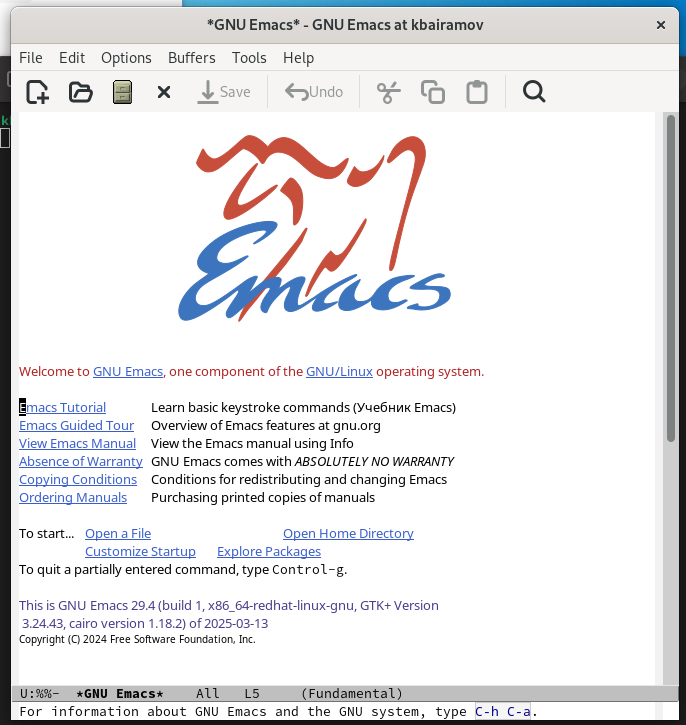 *GNU Emacs* - GNU Emacs at kbairamov
File Edit Options Buffers Tools Help
Save Undo
Emacs
Welcome to GNU Emacs, one component of the GNU/Linux operating system.
Emacs Tutorial Learn basic keystroke commands (Учебник Emacs)
Emacs Guided Tour Overview of Emacs features at gnu.org
View Emacs Manual View the Emacs manual using Info
Absence of Warranty GNU Emacs comes with ABSOLUTELY NO WARRANTY
Copying Conditions Conditions for redistributing and changing Emacs
Ordering Manuals Purchasing printed copies of manuals
To start... Open a File Open Home Directory
Customize Startup Explore Packages
To quit a partially entered command, type Control-g.
This is GNU Emacs 29.4 (build 1, x86_64-redhat-linux-gnu, GTK+ Version
3.24.43, cairo version 1.18.2) of 2025-03-13
Copyright (C) 2024 Free Software Foundation, Inc.
U:%%- *GNU Emacs* All L5 (Fundamental)
For information about GNU Emacs and the GNU system, type C-h C-a.